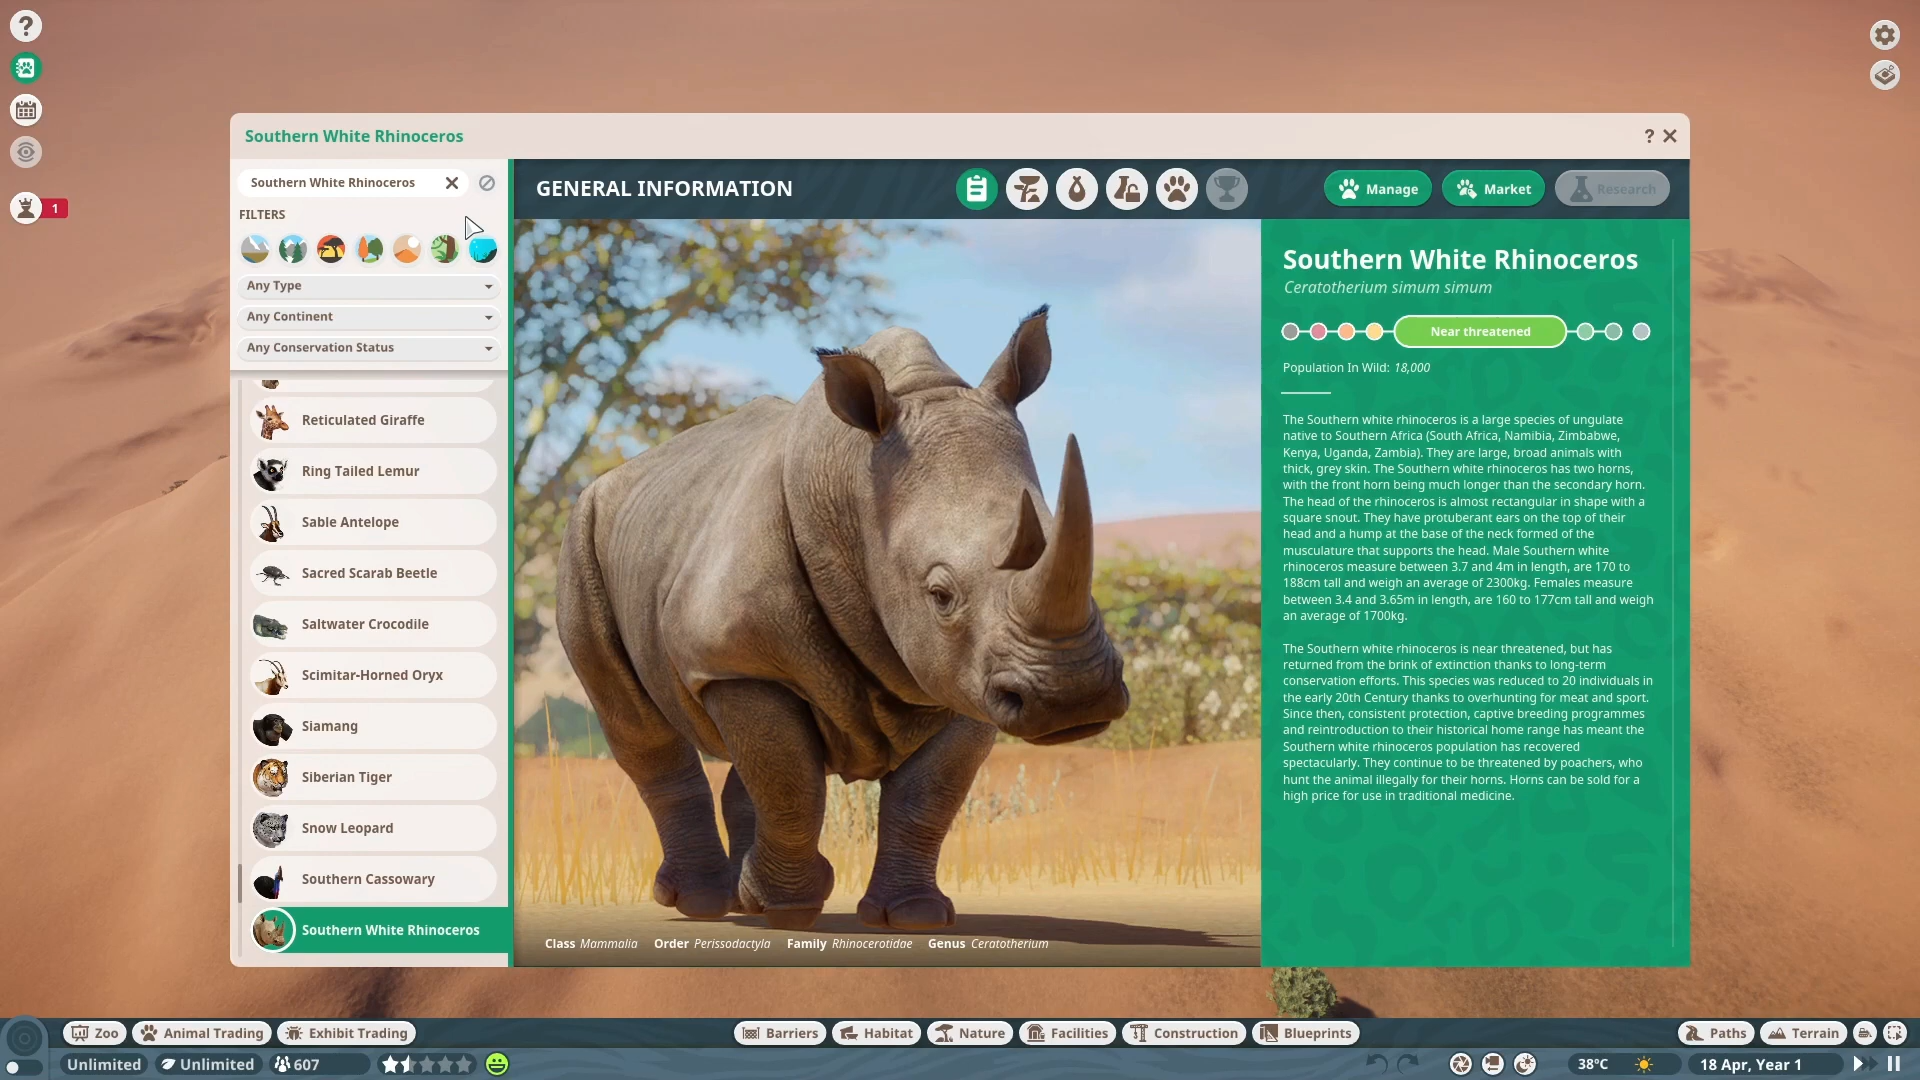 ?
1
Southern White Rhinoceros
?
Southern White Rhinoceros
FILTERS
Any Type
Any Continent
Any Conservation Status
Reticulated Giraffe
Ring Tailed Lemur
Sable Antelope
Sacred Scarab Beetle
Saltwater Crocodile
Scimitar-Horned Oryx
Siamang
Siberian Tiger
Snow Leopard
Southern Cassowary
Southern White Rhinoceros
GENERAL INFORMATION
Manage
Market
Research
Class Mammalia Order Perissodactyla Family Rhinocerotidae Genus Ceratotherium
Southern White Rhinoceros
Ceratotherium simum simum
Near threatened
Population In Wild: 18,000
The Southern white rhinoceros is a large species of ungulate
native to Southern Africa (South Africa, Namibia, Zimbabwe,
Kenya, Uganda, Zambia). They are large, broad animals with
thick, grey skin. The Southern white rhinoceros has two horns,
with the front horn being much longer than the secondary horn.
The head of the rhinoceros is almost rectangular in shape with a
square snout. They have protuberant ears on the top of their
head and a hump at the base of the neck formed of the
musculature that supports the head. Male Southern white
rhinoceros measure between 3.7 and 4m in length, are 170 to
188cm tall and weigh an average of 2300kg. Females measure
between 3.4 and 3.65m in length, are 160 to 177cm tall and weigh
an average of 1700kg.
The Southern white rhinoceros is near threatened, but has
returned from the brink of extinction thanks to long-term
conservation efforts. This species was reduced to 20 individuals in
the early 20th Century thanks to overhunting for meat and sport.
Since then, consistent protection, captive breeding programmes
and reintroduction to their historical home range has meant the
Southern white rhinoceros population has recovered
spectacularly. They continue to be threatened by poachers, who
hunt the animal illegally for their horns. Horns can be sold for a
high price for use in traditional medicine.
Zoo
Animal Trading
Exhibit Trading
Barriers
Habitat
Nature
Facilities
Construction
Blueprints
Paths
Terrain
Unlimited
Unlimited
607
38°C
18 Apr, Year 1